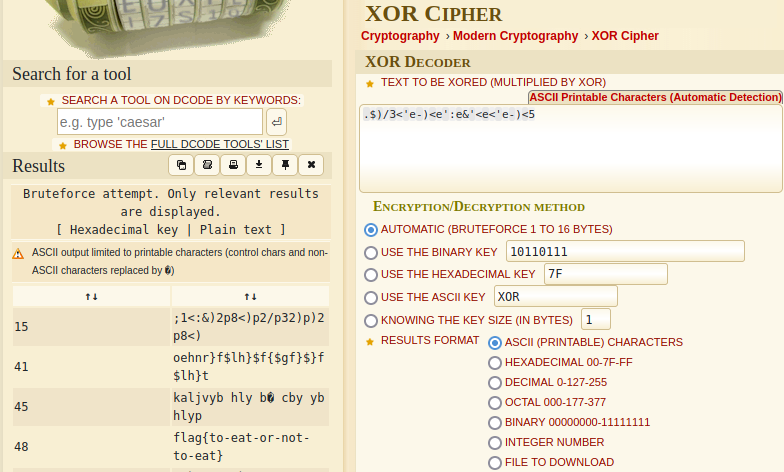 Search for a tool
SEARCH A TOOL ON DCODE BY KEYWORDS:
e.g. type 'caesar'
BROWSE THE FULL DCODE TOOLS' LIST
Results
Bruteforce attempt. Only relevant results
are displayed.
[ Hexadecimal key | Plain text ]
ASCII output limited to printable characters (control chars and non-
ASCII characters replaced by �)
↑↓ ↑↓
15 ;1<:&)2p8<)p2/p32)p)2
p8<)
41 oehnr}f$lh}$f{$gf}$}f
$lh}t
45 kaljvyb hly b� cby yb
hlyp
48 flag{to-eat-or-not-
to-eat}
XOR CIPHER
Cryptography › Modern Cryptography › XOR Cipher
XOR DECODER
TEXT TO BE XORED (MULTIPLIED BY XOR)
ASCII Printable Characters (Automatic Detection)
.$)/3<'e-)<e':e&'<e<'e-)<5
ENCRYPTION/DECRYPTION METHOD
AUTOMATIC (BRUTEFORCE 1 TO 16 BYTES)
USE THE BINARY KEY 10110111
USE THE HEXADECIMAL KEY 7F
USE THE ASCII KEY XOR
KNOWING THE KEY SIZE (IN BYTES) 1
RESULTS FORMAT ASCII (PRINTABLE) CHARACTERS
HEXADECIMAL 00-7F-FF
DECIMAL 0-127-255
OCTAL 000-177-377
BINARY 00000000-11111111
INTEGER NUMBER
FILE TO DOWNLOAD